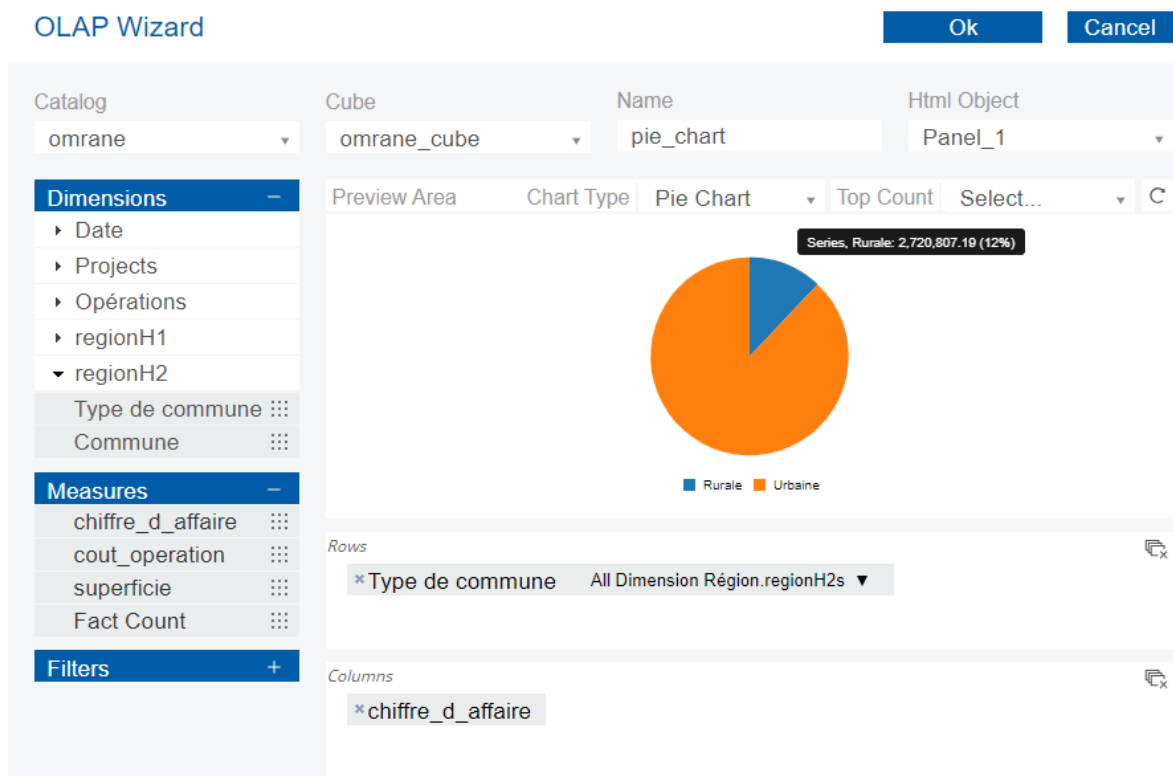 OLAP Wizard
Ok
Cancel
Catalog
Cube
Name
Html Object
omrane
omrane_cube
pie_chart
Panel_1
Dimensions
Date
Projects
Opérations
regionH1
regionH2
Type de commune
Commune
Measures
chiffre_d_affaire
cout_operation
superficie
Fact Count
Filters
Preview Area
Chart Type
Pie Chart
Top Count
Select...
Series, Rurale: 2,720,807.19 (12%)
Rurale
Urbaine
Rows
Type de commune
All Dimension Région.regionH2s
Columns
chiffre_d_affaire